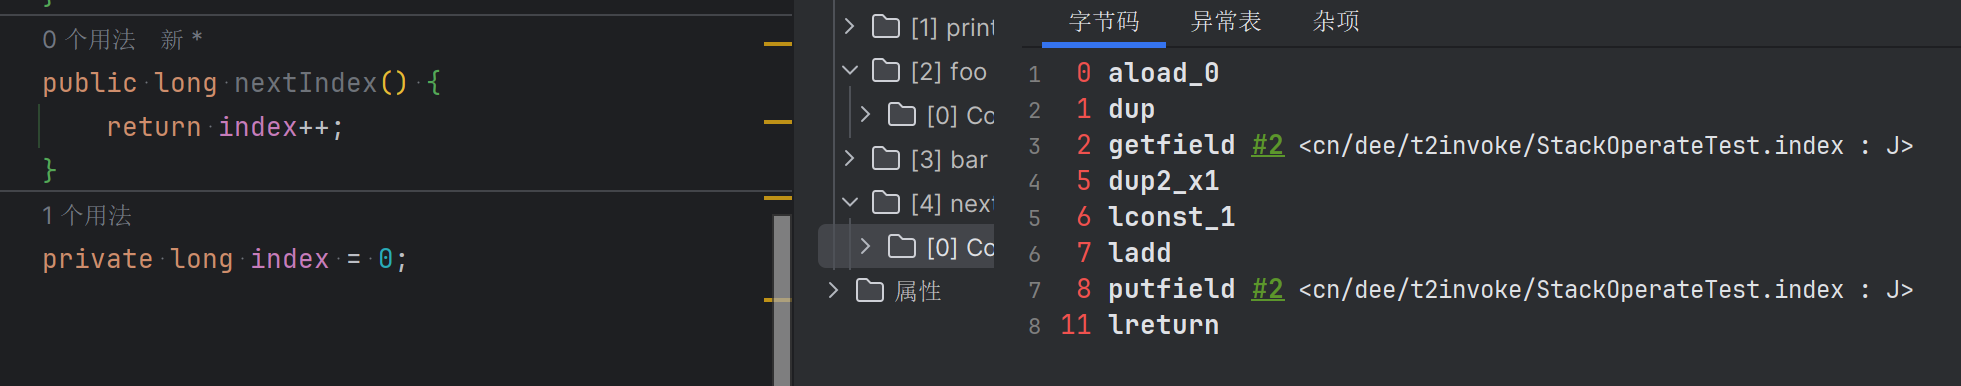 }
0 个用法 新 *
public long nextIndex() {
return index++;
}
1 个用法
private long index = 0;
[1] print
[2] foo
[0] Co
[3] bar
[4] next
[0] Co
属性
字节码 异常表 杂项
1 0 aload_0
2 1 dup
3 2 getfield #2 <cn/dee/t2invoke/StackOperateTest.index : J>
4 5 dup2_x1
5 6 lconst_1
6 7 ladd
7 8 putfield #2 <cn/dee/t2invoke/StackOperateTest.index : J>
8 11 lreturn